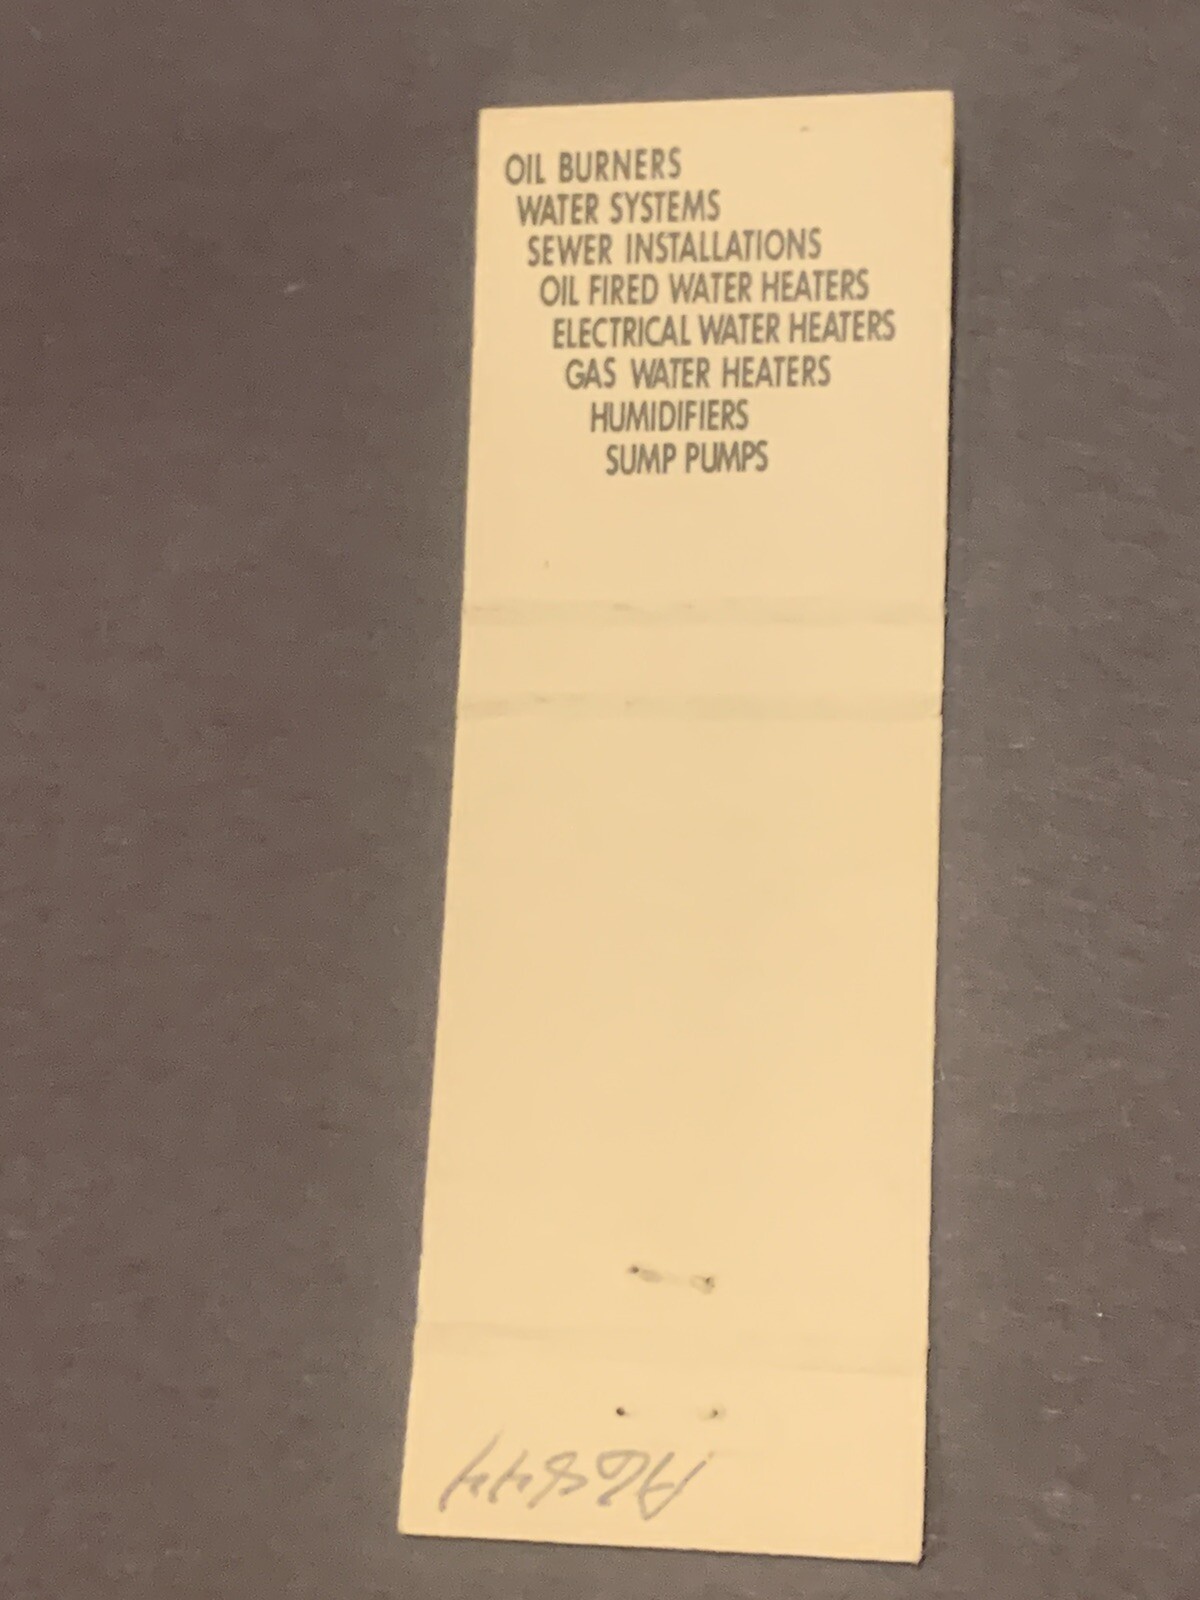 OIL BURNERS
WATER SYSTEMS
SEWER INSTALLATIONS
OIL FIRED WATER HEATERS
ELECTRICAL WATER HEATERS
GAS WATER HEATERS
HUMIDIFIERS
SUMP PUMPS